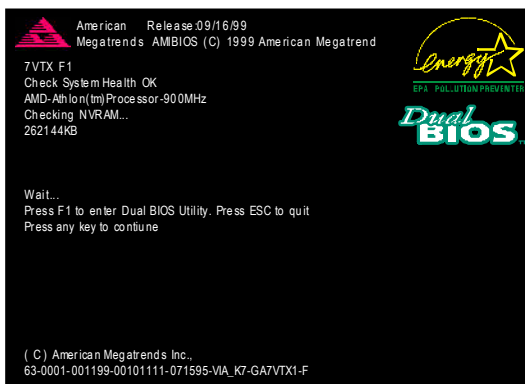 American Release:09/16/99
Megatrends AMIBIOS (C) 1999 American Megatrend
7VTX F1
Check System Health OK
AMD-Athlon(tm)Processor-900MHz
Checking NVRAM...
262144KB
energy
EPA POLLUTION PREVENTER
Dual
BIOS TM
Wait...
Press F1 to enter Dual BIOS Utility. Press ESC to quit
Press any key to contiune
( C) American Megatrends Inc.,
63-0001-001199-00101111-071595-VIA_K7-GA7VTX1-F